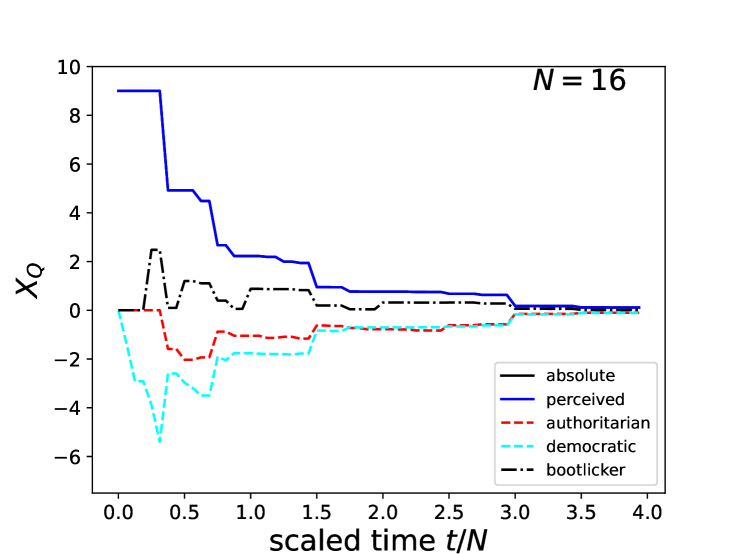 10
8
6
4
2
0
−2
−4
−6
X_Q
N = 16
absolute
perceived
authoritarian
democratic
bootlicker
0.0 0.5 1.0 1.5 2.0 2.5 3.0 3.5 4.0
scaled time t/N